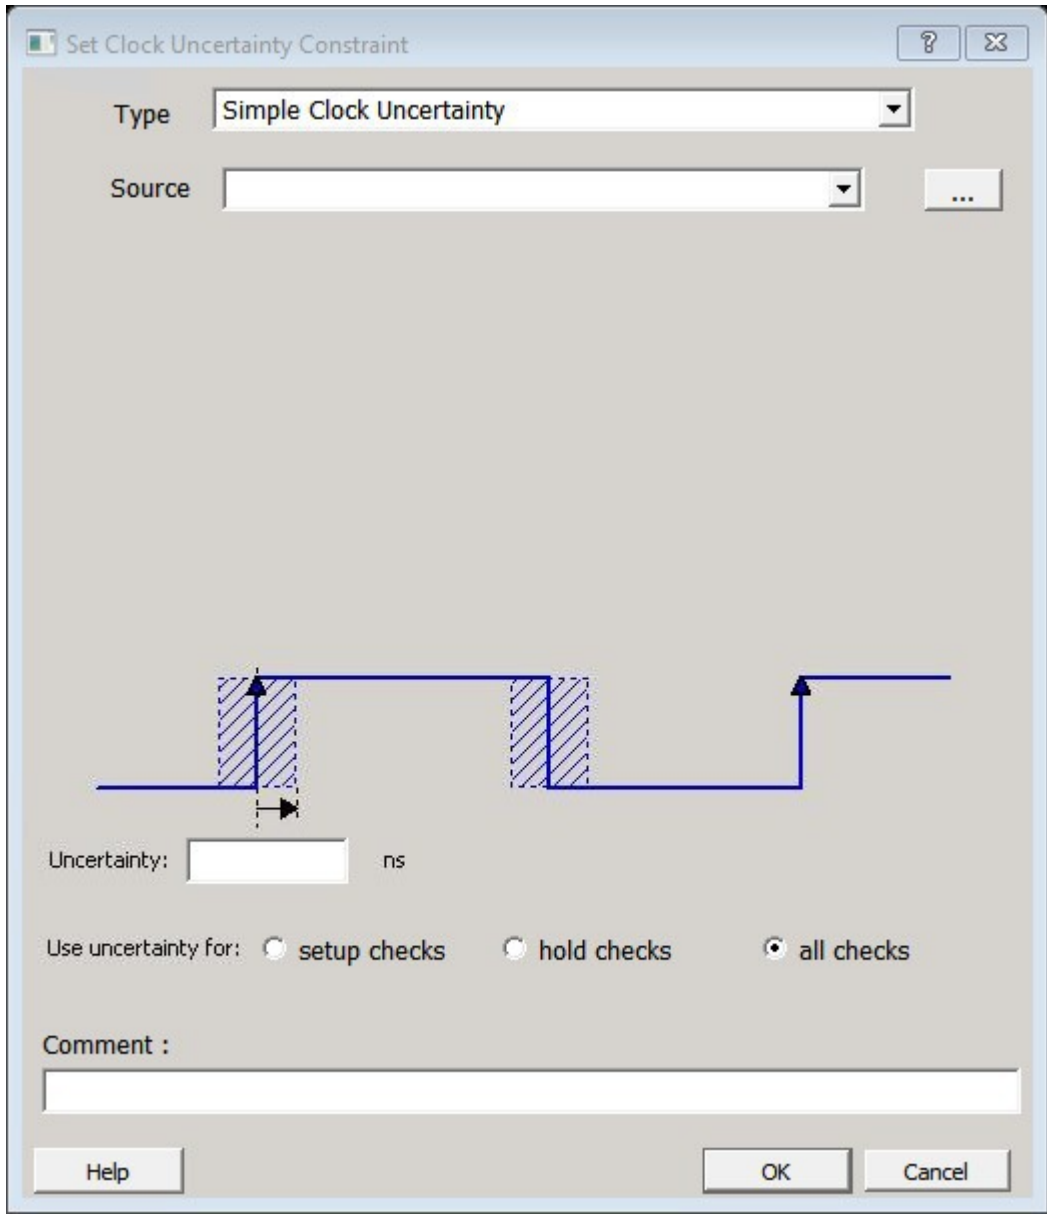 Set Clock Uncertainty Constraint
Type Simple Clock Uncertainty
Source ...
Uncertainty: ns
Use uncertainty for: setup checks hold checks all checks
Comment :
Help OK Cancel